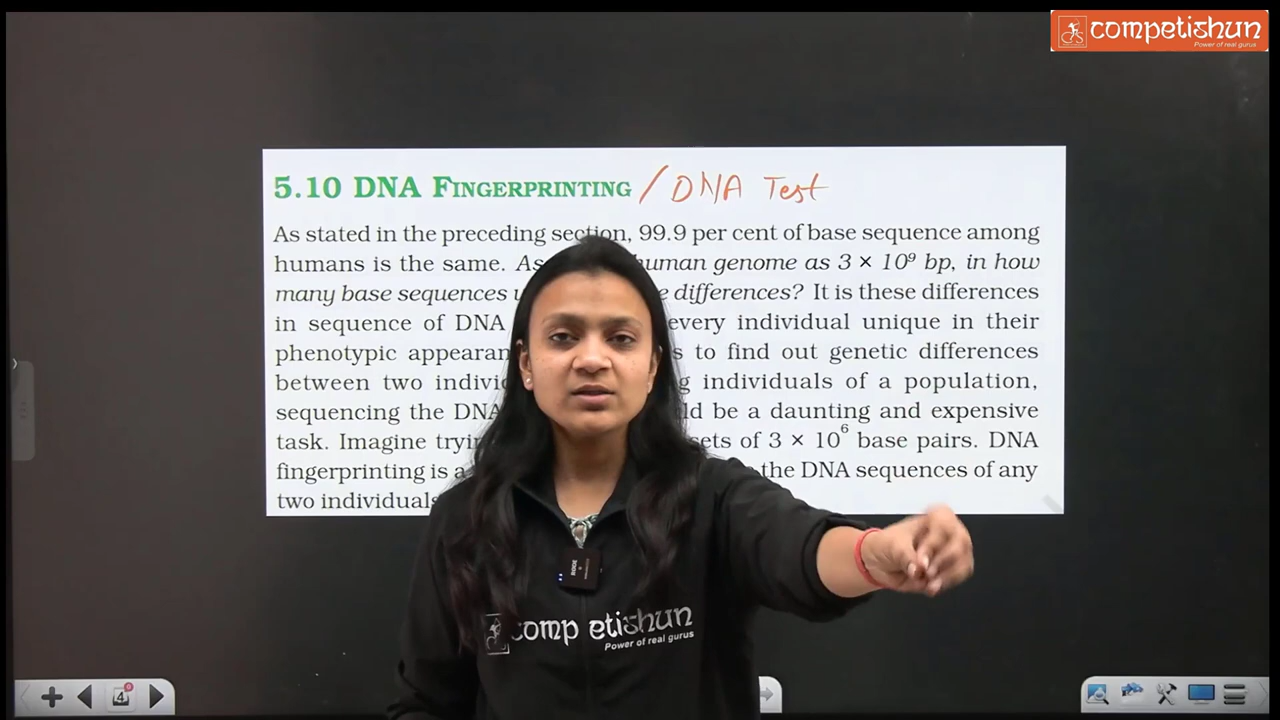 competishun
Power of real gurus
5.10 DNA FINGERPRINTING / DNA Test
As stated in the preceding section, 99.9 per cent of base sequence among
humans is the same. As human genome as 3 × 10⁹ bp, in how
many base sequences differences? It is these differences
in sequence of DNA every individual unique in their
phenotypic to find out genetic differences
between two individuals of a population,
sequencing the DNA be a daunting and expensive
task. Imagine sets of 3 × 10⁶ base pairs. DNA
fingerprinting is a the DNA sequences of any
two individuals
RODE
competishun
Power of real gurus
4